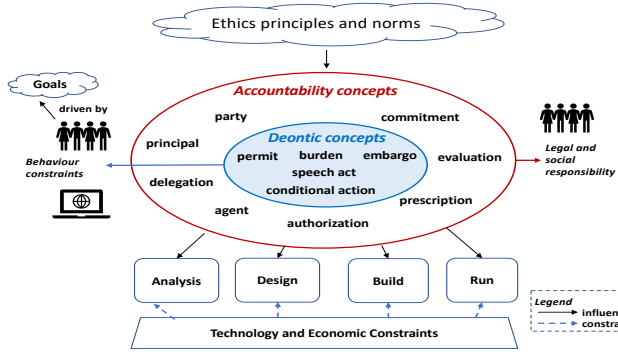 Ethics principles and norms
Goals
driven by
Behaviour
constraints
Accountability concepts
party
commitment
principal
evaluation
delegation
prescription
agent
authorization
Deontic concepts
permit
burden
embargo
speech act
conditional action
Legal and
social
responsibility
Analysis
Design
Build
Run
Technology and Economic Constraints
Legend
influen
constra